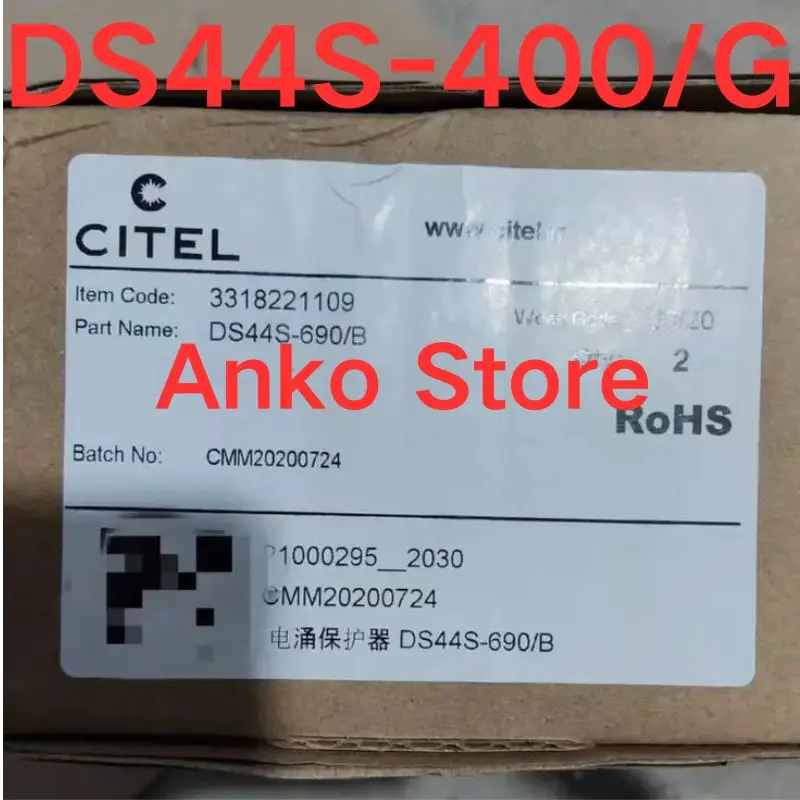 DS44S-400/G
CITEL
Item Code: 3318221109
Part Name: DS44S-690/B
2
Anko Store
RoHS
Batch No: CMM20200724
1000295__2030
CMM20200724
电涌保护器 DS44S-690/B